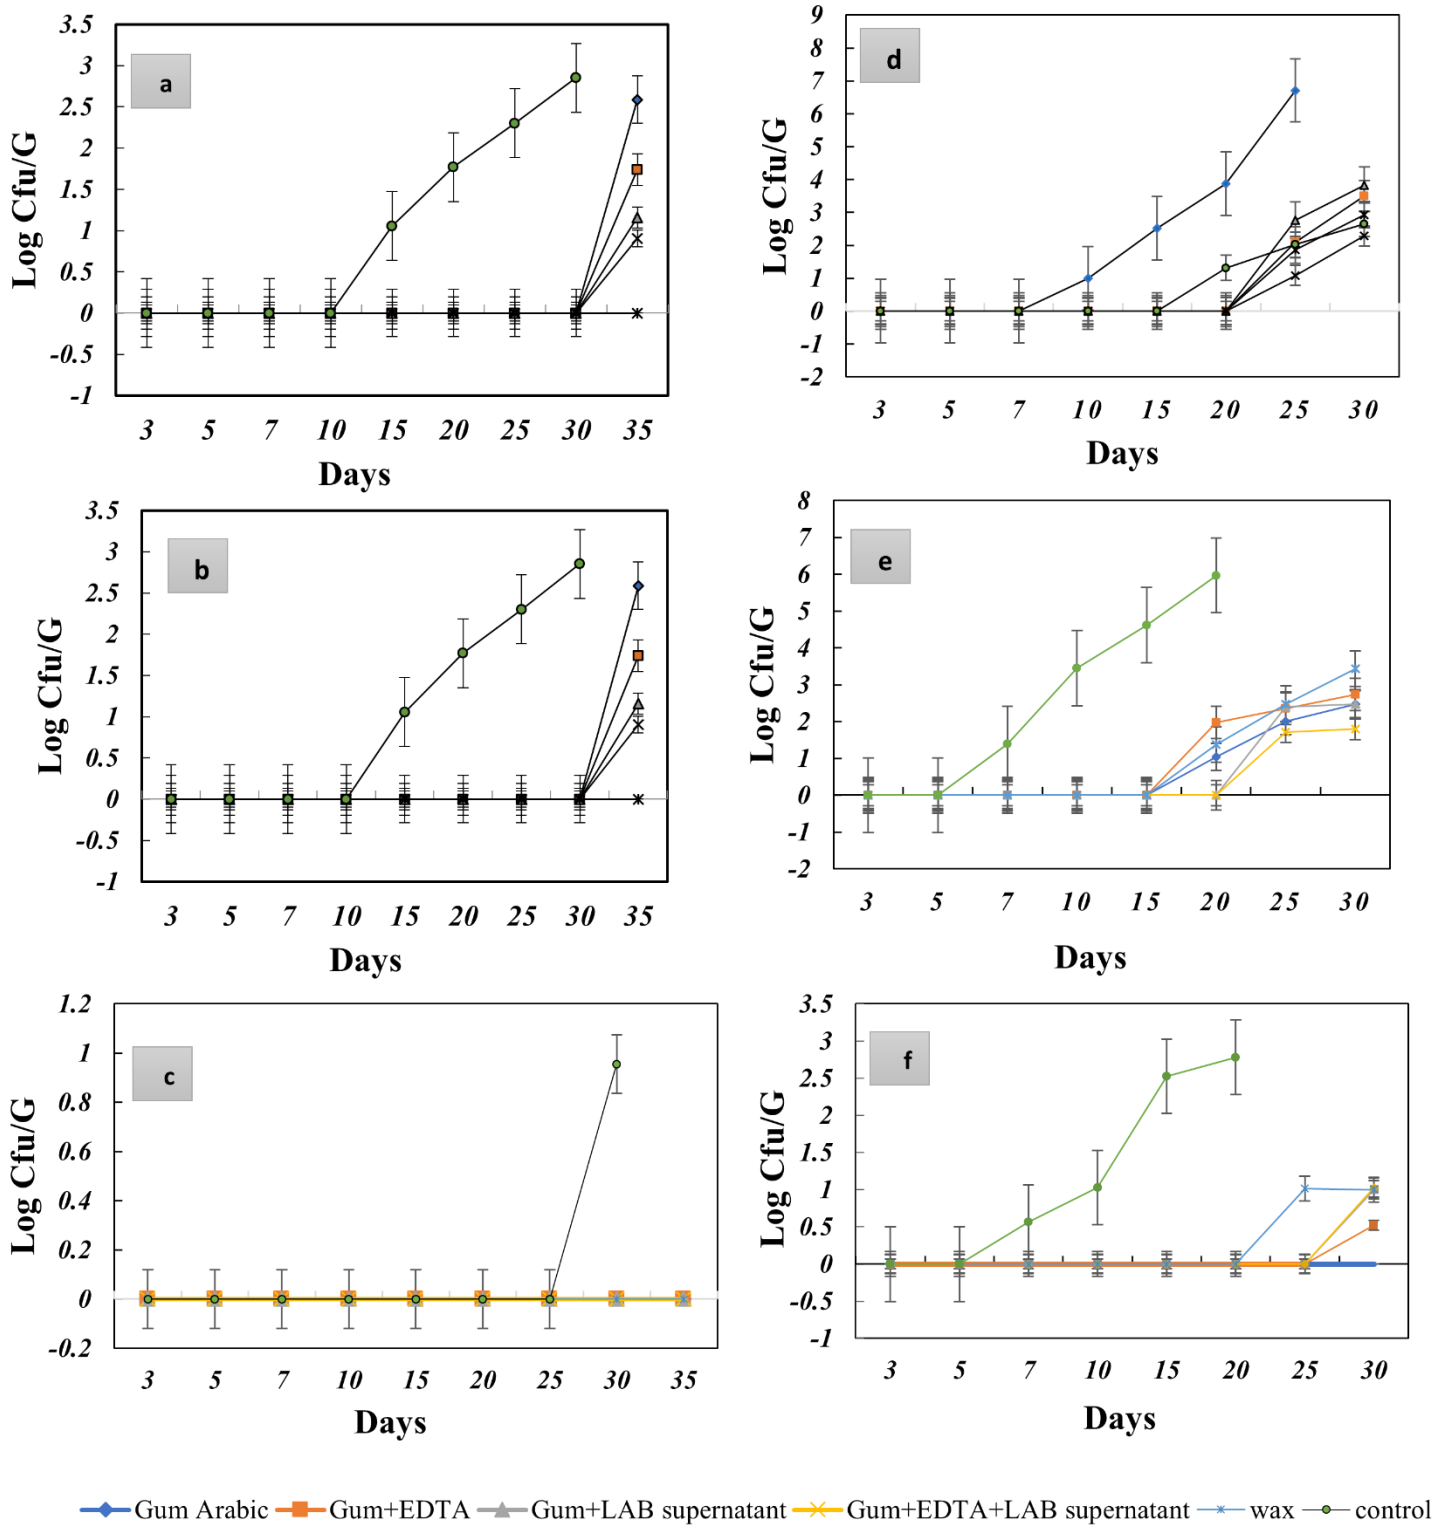 3.5
3
2.5
2
1.5
1
0.5
0
-0.5
-1
Log Cfu/G
a
3 5 7 10 15 20 25 30 35
Days
9
8
7
6
5
4
3
2
1
0
-1
-2
Log Cfu/G
d
3 5 7 10 15 20 25 30
Days
3.5
3
2.5
2
1.5
1
0.5
0
-0.5
-1
Log Cfu/G
b
3 5 7 10 15 20 25 30 35
Days
8
7
6
5
4
3
2
1
0
-1
-2
Log Cfu/G
e
3 5 7 10 15 20 25 30
Days
1.2
1
0.8
0.6
0.4
0.2
0
-0.2
Log Cfu/G
c
3 5 7 10 15 20 25 30 35
Days
3.5
3
2.5
2
1.5
1
0.5
0
-0.5
-1
Log Cfu/G
f
3 5 7 10 15 20 25 30
Days
Gum Arabic Gum+EDTA Gum+LAB supernatant Gum+EDTA+LAB supernatant wax control